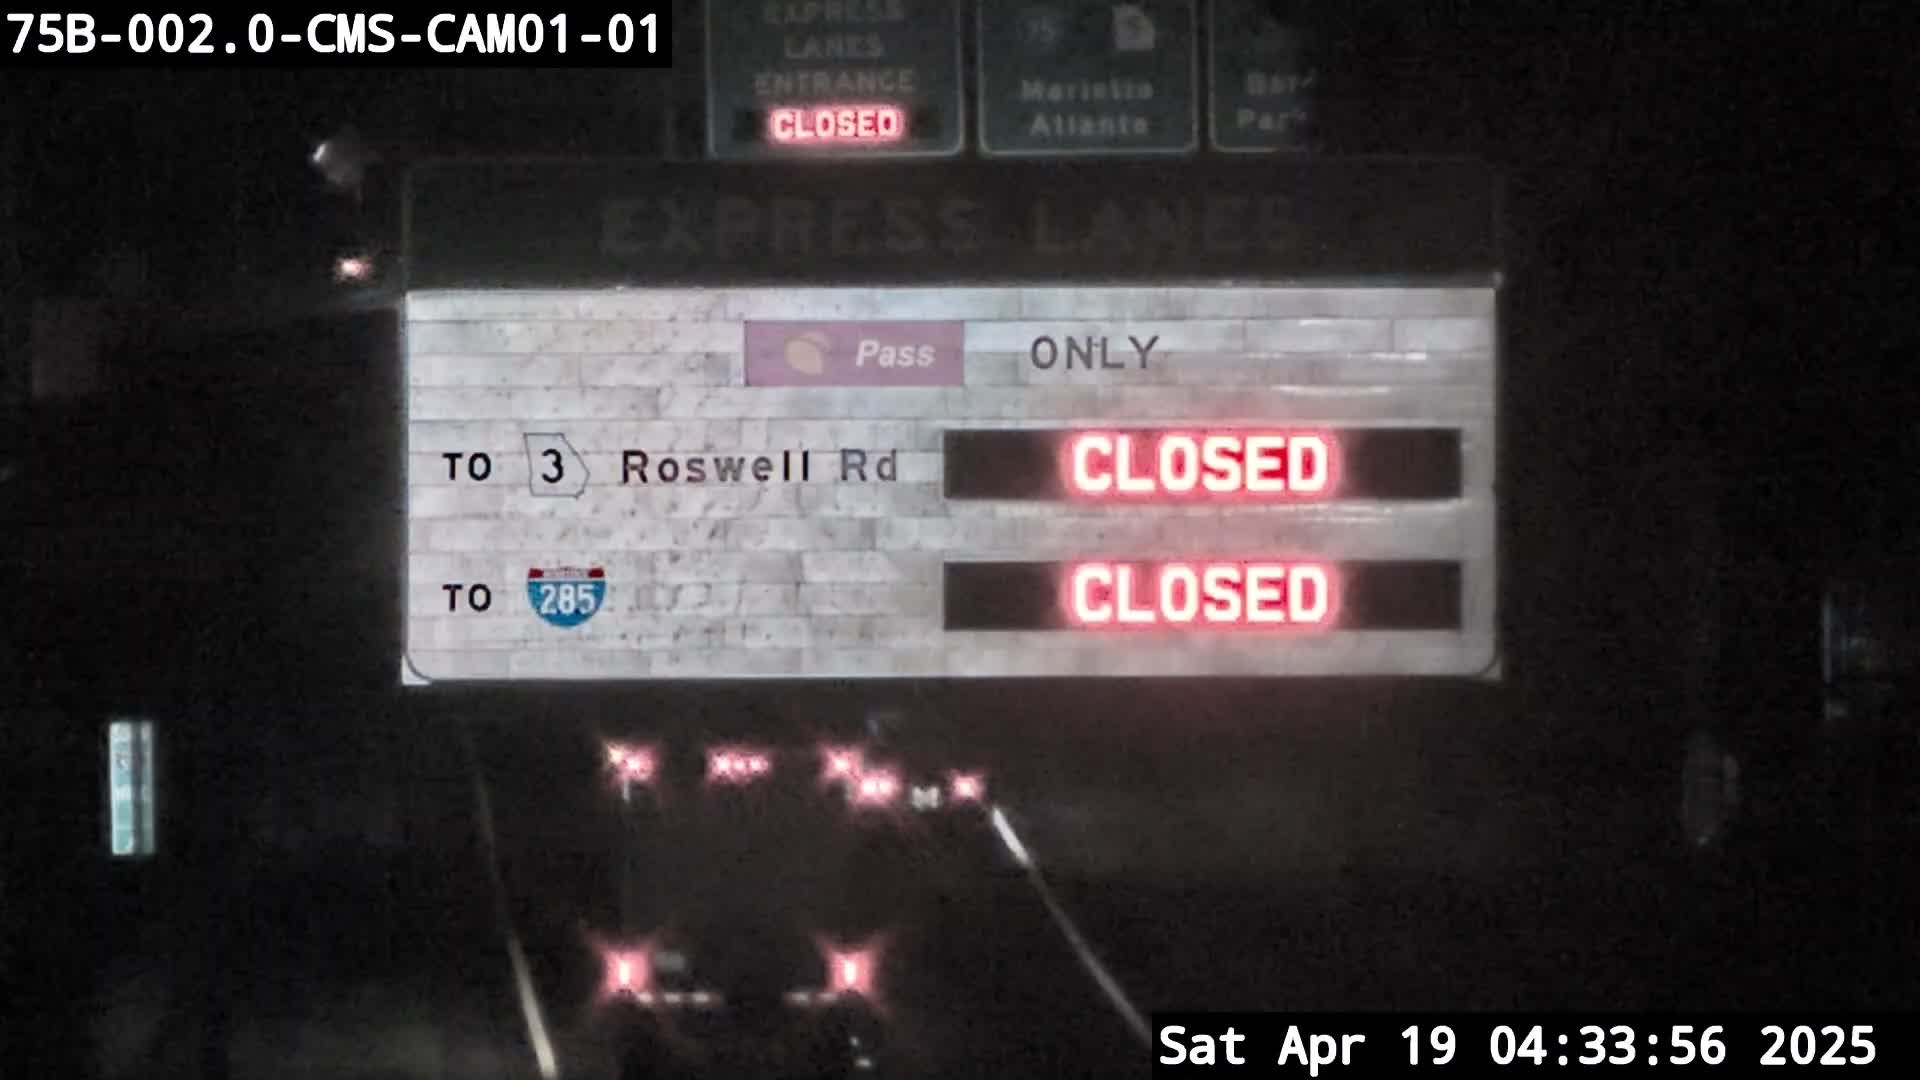 75B-002.0-CMS-CAM01-01
EXPRESS
LANES
ENTRANCE
CLOSED
Marietta
Atlanta
EXPRESS LANES
Pass ONLY
TO 3 Roswell Rd CLOSED
TO 285 CLOSED
Sat Apr 19 04:33:56 2025